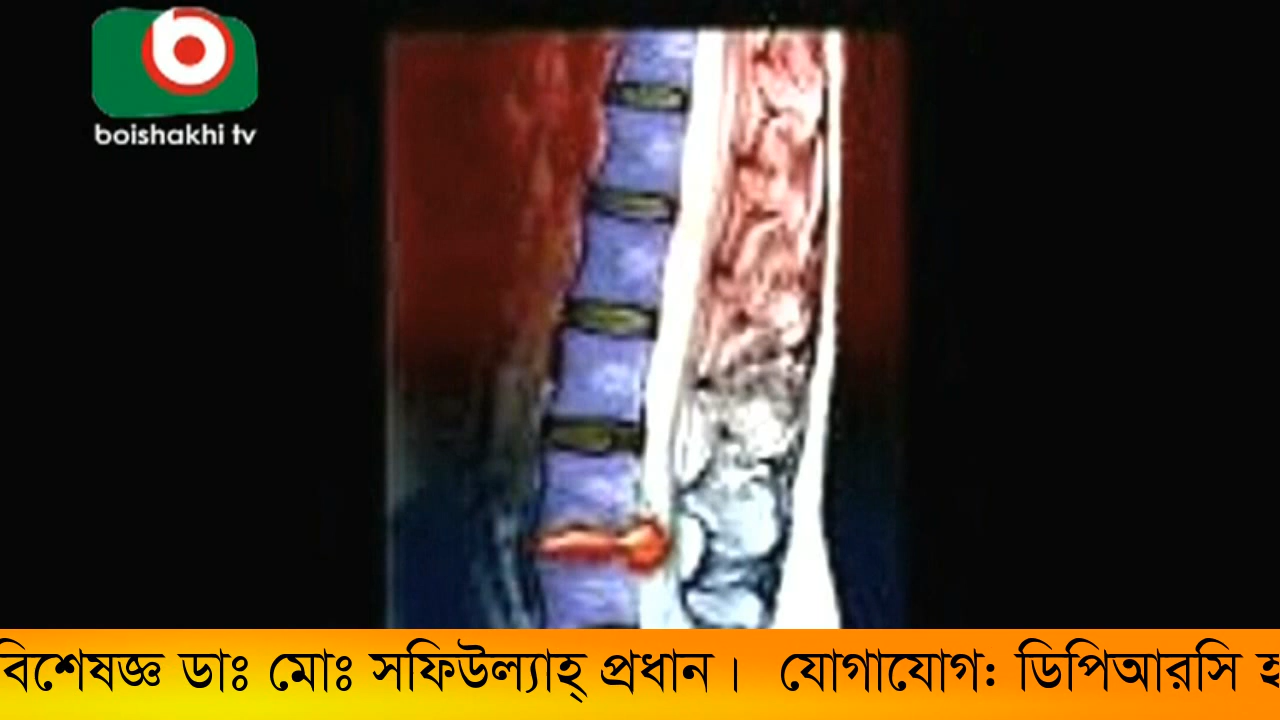 boishakhi tv
বিশেষজ্ঞ ডাঃ মোঃ সফিউল্যাহ্ প্রধান। যোগাযোগ: ডিপিআরসি